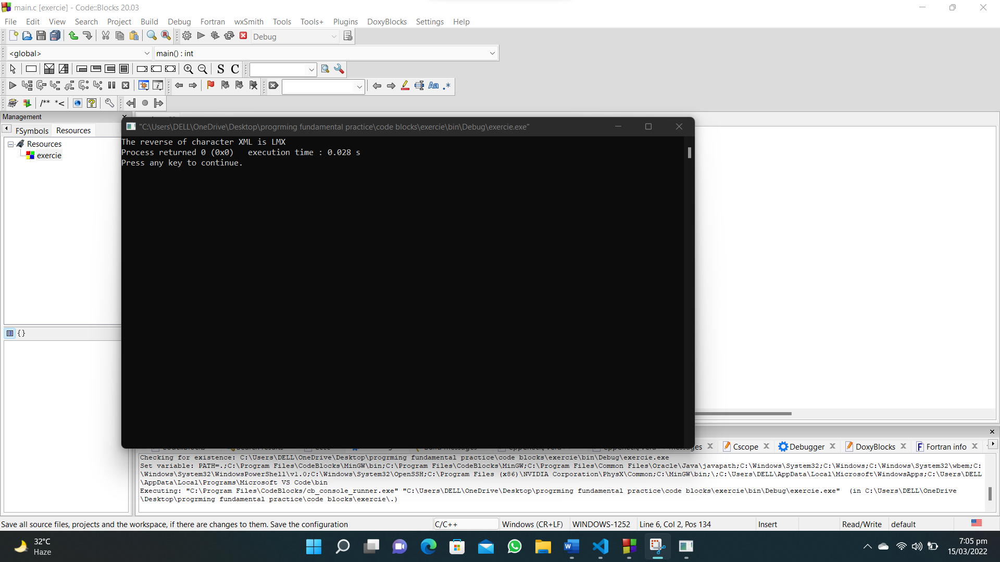 main.c [exercie] - Code::Blocks 20.03
File Edit View Search Project Build Debug Fortran wxSmith Tools Tools+ Plugins DoxyBlocks Settings Help
Debug
<global> main() : int
S C
Aa .*
/** *<
Management
FSymbols Resources
Resources
exercie
{}
"C:\Users\DELL\OneDrive\Desktop\progrming fundamental practice\code blocks\exercie\bin\Debug\exercie.exe"
The reverse of character XML is LMX
Process returned 0 (0x0)   execution time : 0.028 s
Press any key to continue.
Cscope Debugger DoxyBlocks Fortran info
Checking for existence: C:\Users\DELL\OneDrive\Desktop\progrming fundamental practice\code blocks\exercie\bin\Debug\exercie.exe
Set variable: PATH=.;C:\Program Files\CodeBlocks\MinGW\bin;C:\Program Files\CodeBlocks\MinGW;C:\Program Files\Common Files\Oracle\Java\javapath;C:\Windows\System32;C:\Windows;C:\Windows\System32\wbem;C:
\Windows\System32\WindowsPowerShell\v1.0;C:\Windows\System32\OpenSSH;C:\Program Files (x86)\NVIDIA Corporation\PhysX\Common;C:\MinGW\bin;\;C:\Users\DELL\AppData\Local\Microsoft\WindowsApps;C:\Users\DELL
\AppData\Local\Programs\Microsoft VS Code\bin
Executing: "C:\Program Files\CodeBlocks/cb_console_runner.exe" "C:\Users\DELL\OneDrive\Desktop\progrming fundamental practice\code blocks\exercie\bin\Debug\exercie.exe"  (in C:\Users\DELL\OneDrive
\Desktop\progrming fundamental practice\code blocks\exercie\.)
Save all source files, projects and the workspace, if there are changes to them. Save the configuration C/C++ Windows (CR+LF) WINDOWS-1252 Line 6, Col 2, Pos 134 Insert Read/Write default
32°C
Haze
7:05 pm
15/03/2022